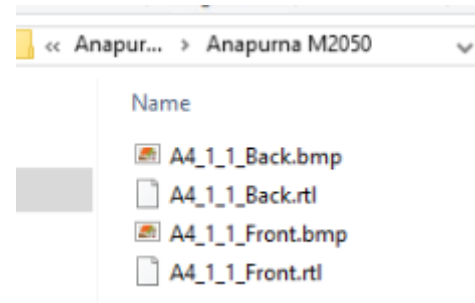 « Anapur... > Anapurna M2050
Name
A4_1_1_Back.bmp
A4_1_1_Back.rtl
A4_1_1_Front.bmp
A4_1_1_Front.rtl